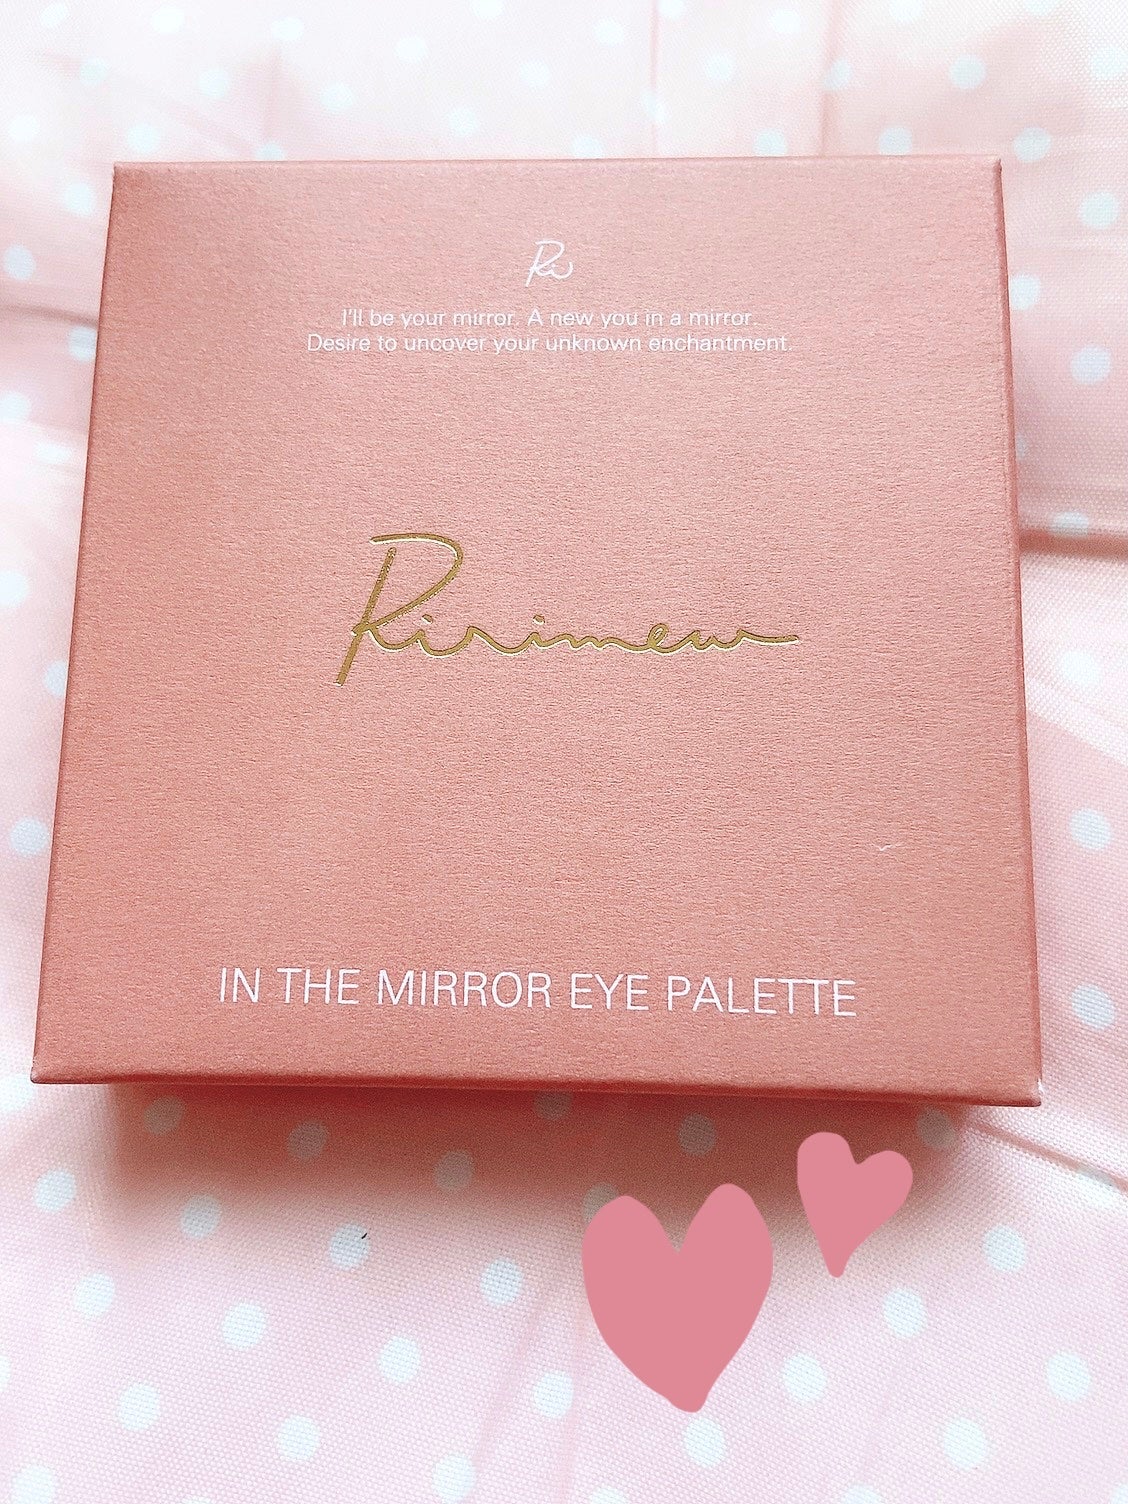 Ri
I'll be your mirror. A new you in a mirror.
Desire to uncover your unknown enchantment.
Ririmew
IN THE MIRROR EYE PALETTE